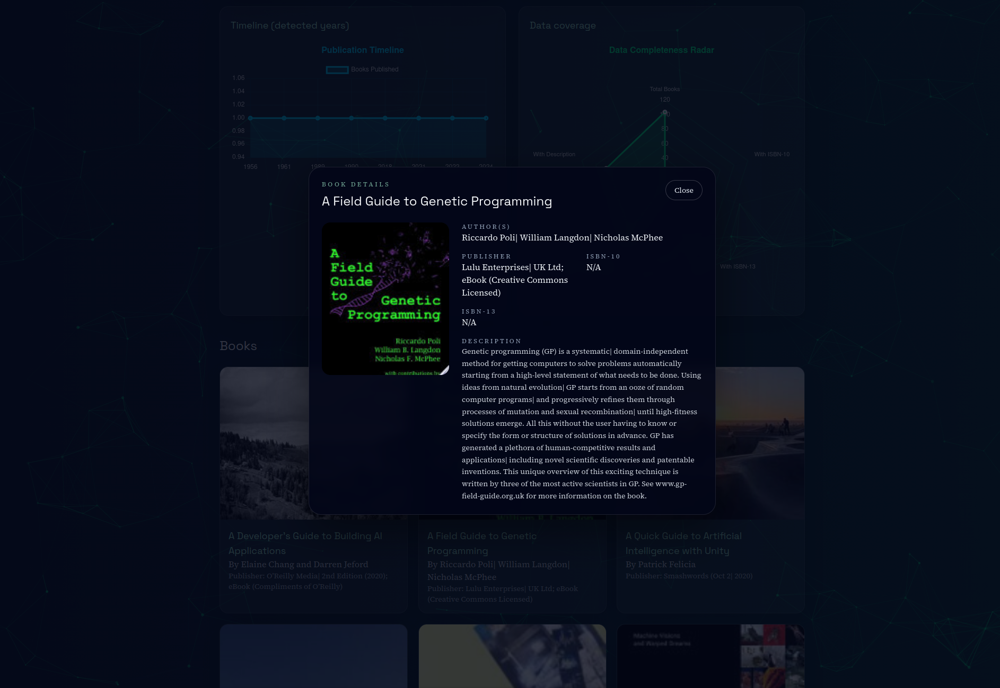 Timeline (detected years)
Publication Timeline
Books Published
1.06
1.04
1.02
1.00
0.98
0.96
0.94
1956 1961 1989 1990 2018 2021 2022 2024
Data coverage
Data Completeness Radar
Total Books
120
80
60
40
With Description
With ISBN-10
With ISBN-13
BOOK DETAILS
A Field Guide to Genetic Programming
Close
A
Field
Guide
to
Genetic
Programming
Riccardo Poli
William B. Langdon
Nicholas F. McPhee
with contributions by
AUTHOR(S)
Riccardo Poli| William Langdon| Nicholas McPhee
PUBLISHER
Lulu Enterprises| UK Ltd;
eBook (Creative Commons
Licensed)
ISBN-10
N/A
ISBN-13
N/A
DESCRIPTION
Genetic programming (GP) is a systematic| domain-independent
method for getting computers to solve problems automatically
starting from a high-level statement of what needs to be done. Using
ideas from natural evolution| GP starts from an ooze of random
computer programs| and progressively refines them through
processes of mutation and sexual recombination| until high-fitness
solutions emerge. All this without the user having to know or
specify the form or structure of solutions in advance. GP has
generated a plethora of human-competitive results and
applications| including novel scientific discoveries and patentable
inventions. This unique overview of this exciting technique is
written by three of the most active scientists in GP. See www.gp-
field-guide.org.uk for more information on the book.
Books
William B. Langdon
A Developer's Guide to Building AI
Applications
By Elaine Chang and Darren Jeford
Publisher: O'Reilly Media| 2nd Edition (2020);
eBook (Compliments of O'Reilly)
A Field Guide to Genetic
Programming
By Riccardo Poli| William Langdon|
Nicholas McPhee
Publisher: Lulu Enterprises| UK Ltd; eBook
(Creative Commons Licensed)
A Quick Guide to Artificial
Intelligence with Unity
By Patrick Felicia
Publisher: Smashwords (Oct 2| 2020)
Machine Visions
and Warped Dreams